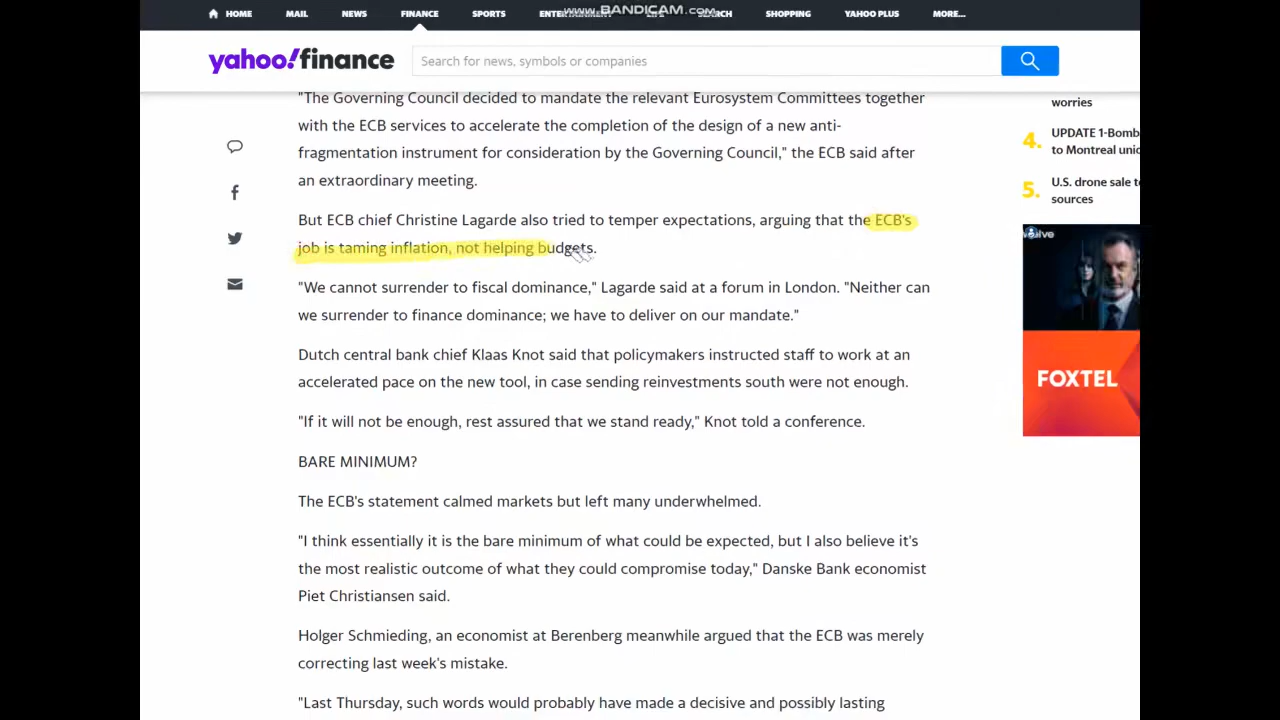 HOME MAIL NEWS FINANCE SPORTS SEARCH SHOPPING YAHOO PLUS MORE...
www.BANDICAM.com
yahoo!finance
Search for news, symbols or companies
"The Governing Council decided to mandate the relevant Eurosystem Committees together
with the ECB services to accelerate the completion of the design of a new anti-
fragmentation instrument for consideration by the Governing Council," the ECB said after
an extraordinary meeting.
But ECB chief Christine Lagarde also tried to temper expectations, arguing that the ECB's
job is taming inflation, not helping budgets.
"We cannot surrender to fiscal dominance," Lagarde said at a forum in London. "Neither can
we surrender to finance dominance; we have to deliver on our mandate."
Dutch central bank chief Klaas Knot said that policymakers instructed staff to work at an
accelerated pace on the new tool, in case sending reinvestments south were not enough.
"If it will not be enough, rest assured that we stand ready," Knot told a conference.
BARE MINIMUM?
The ECB's statement calmed markets but left many underwhelmed.
"I think essentially it is the bare minimum of what could be expected, but I also believe it's
the most realistic outcome of what they could compromise today," Danske Bank economist
Piet Christiansen said.
Holger Schmieding, an economist at Berenberg meanwhile argued that the ECB was merely
correcting last week's mistake.
"Last Thursday, such words would probably have made a decisive and possibly lasting
worries
4. UPDATE 1-Bomb
to Montreal unio
5. U.S. drone sale to
sources
FOXTEL